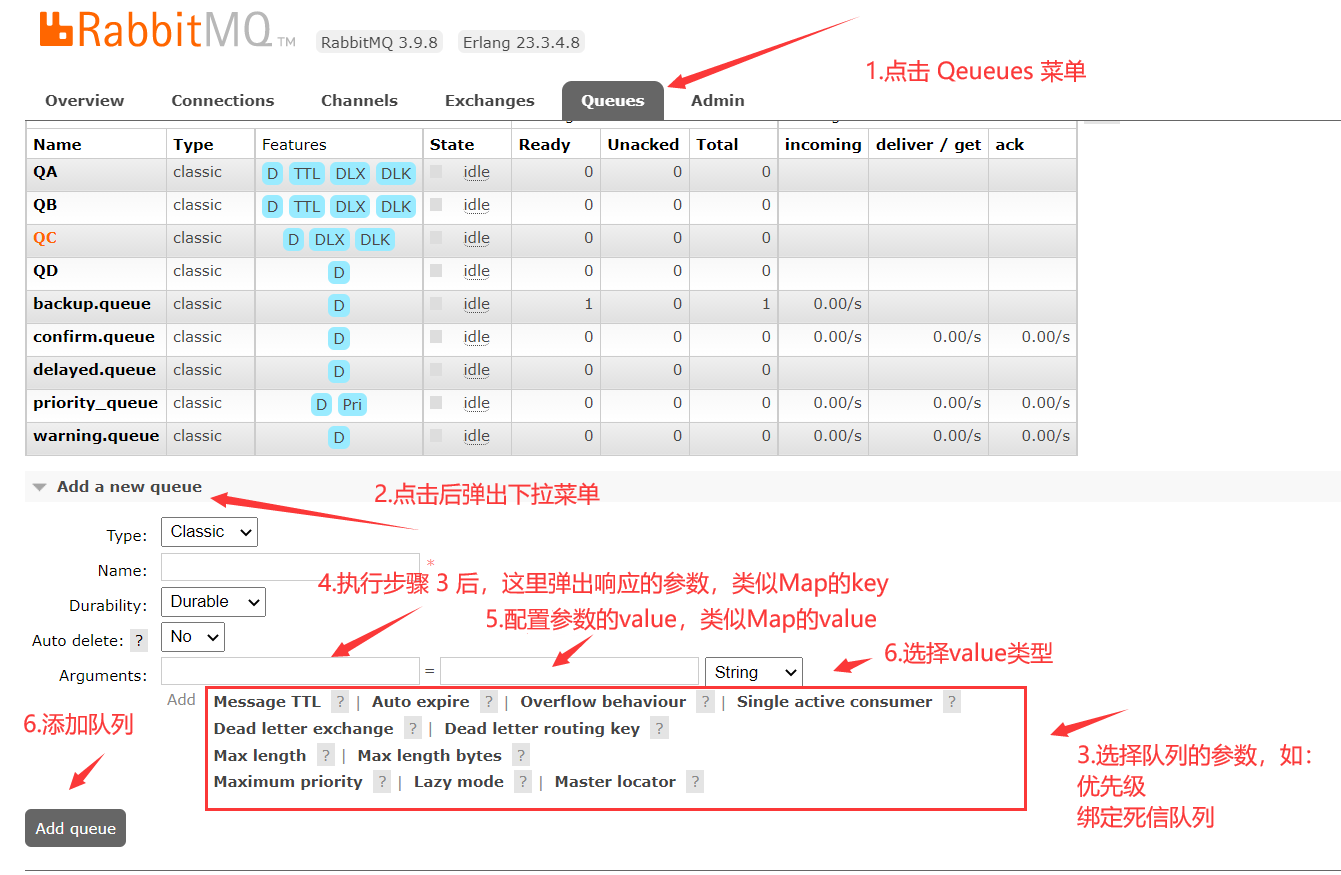 RabbitMQ TM RabbitMQ 3.9.8 Erlang 23.3.4.8
1.点击 Qeueues 菜单
Overview Connections Channels Exchanges Queues Admin
Name Type Features State Ready Unacked Total incoming deliver / get ack
QA classic D TTL DLX DLK idle 0 0 0
QB classic D TTL DLX DLK idle 0 0 0
QC classic D DLX DLK idle 0 0 0
QD classic D idle 0 0 0
backup.queue classic D idle 1 0 1 0.00/s
confirm.queue classic D idle 0 0 0 0.00/s 0.00/s 0.00/s
delayed.queue classic D idle 0 0 0
priority_queue classic D Pri idle 0 0 0 0.00/s 0.00/s 0.00/s
warning.queue classic D idle 0 0 0 0.00/s 0.00/s 0.00/s
Add a new queue
2.点击后弹出下拉菜单
Type: Classic
Name: *
4.执行步骤 3 后，这里弹出响应的参数，类似Map的key
Durability: Durable
5.配置参数的value，类似Map的value
Auto delete: ? No
6.选择value类型
Arguments: = String
Add Message TTL ? | Auto expire ? | Overflow behaviour ? | Single active consumer ?
Dead letter exchange ? | Dead letter routing key ?
Max length ? | Max length bytes ?
Maximum priority ? | Lazy mode ? | Master locator ?
6.添加队列
3.选择队列的参数，如：
优先级
绑定死信队列
Add queue